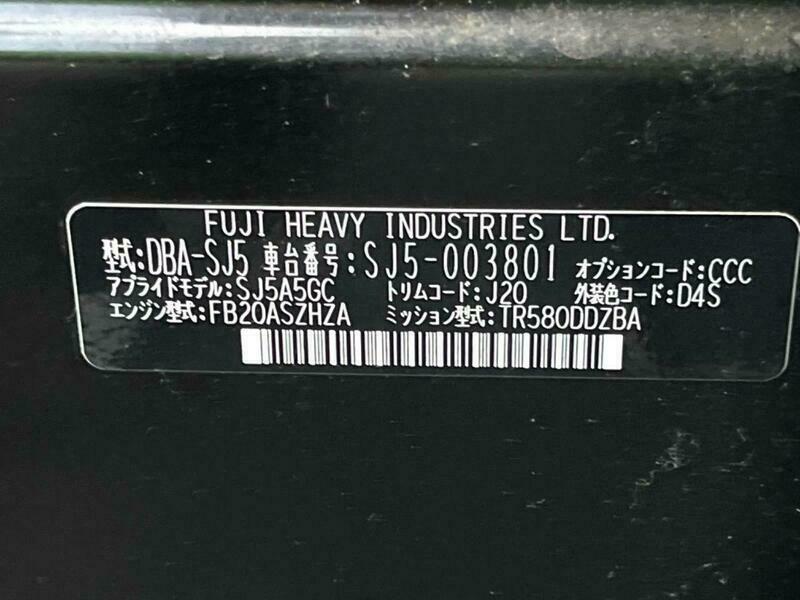 FUJI HEAVY INDUSTRIES LTD.
型式:DBA-SJ5 車台番号:SJ5-003801 オプションコード:CCC
アプライドモデル:SJ5A5GC トリムコード:J20 外装色コード:D4S
エンジン型式:FB20ASZHZA ミッション型式:TR580DDZBA